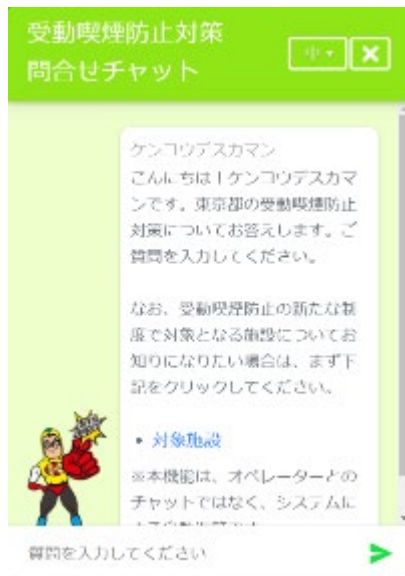 受動喫煙防止対策
問合せチャット
中
ケンコウデスカマン
こんにちは！ケンコウデスカマ
ンです。東京都の受動喫煙防止
対策についてお答えします。ご
質問を入力してください。
なお、受動喫煙防止の新たな制
度で対象となる施設についてお
知りになりたい場合は、まず下
記をクリックしてください。
• 対象施設
※本機能は、オペレーターとの
チャットではなく、システムに
質問を入力してください